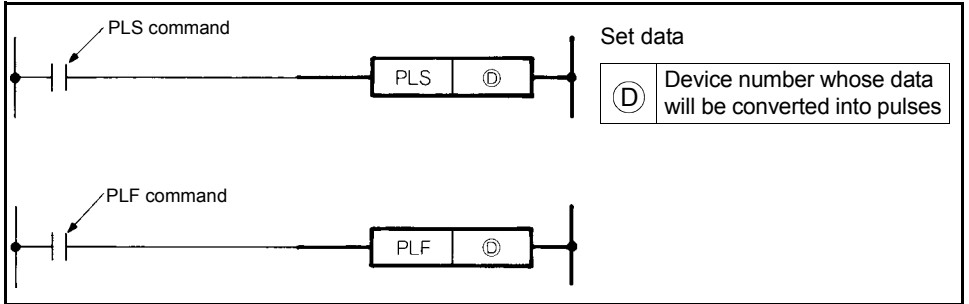 PLS command
PLS Ⓓ
Set data
Ⓓ Device number whose data
will be converted into pulses
PLF command
PLF Ⓓ